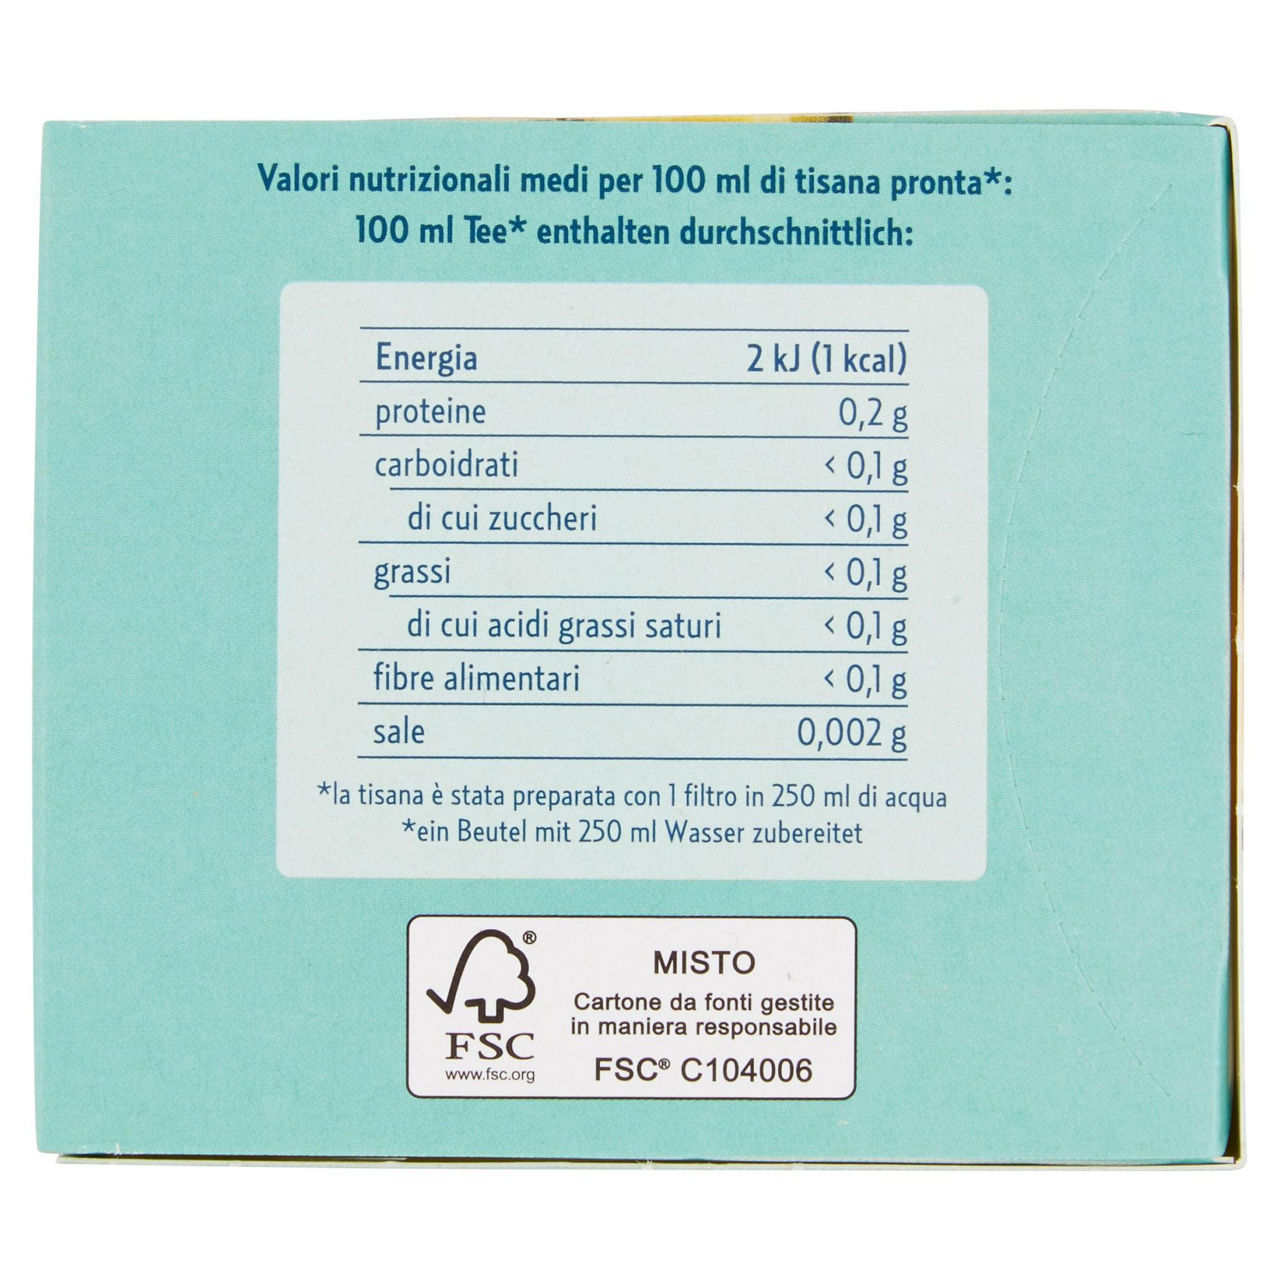 Valori nutrizionali medi per 100 ml di tisana pronta*:
100 ml Tee* enthalten durchschnittlich:
Energia 2 kJ (1 kcal)
proteine 0,2 g
carboidrati < 0,1 g
di cui zuccheri < 0,1 g
grassi < 0,1 g
di cui acidi grassi saturi < 0,1 g
fibre alimentari < 0,1 g
sale 0,002 g
*la tisana è stata preparata con 1 filtro in 250 ml di acqua
*ein Beutel mit 250 ml Wasser zubereitet
®
FSC
www.fsc.org
MISTO
Cartone da fonti gestite
in maniera responsabile
FSC® C104006